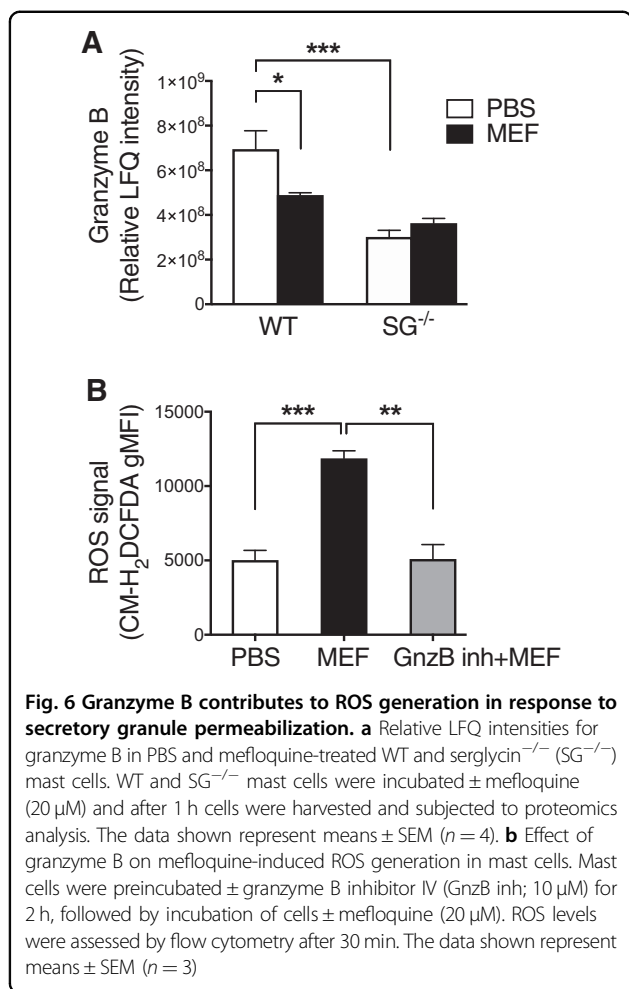 A
***
*
PBS
MEF
Granzyme B
(Relative LFQ intensity)
1×10⁹
8×10⁸
6×10⁸
4×10⁸
2×10⁸
0
WT
SG⁻/⁻
B
***
**
ROS signal
(CM-H₂DCFDA gMFI)
15000
10000
5000
0
PBS
MEF
GnzB inh+MEF
Fig. 6 Granzyme B contributes to ROS generation in response to
secretory granule permeabilization. a Relative LFQ intensities for
granzyme B in PBS and mefloquine-treated WT and serglycin⁻/⁻ (SG⁻/⁻)
mast cells. WT and SG⁻/⁻ mast cells were incubated ± mefloquine
(20 µM) and after 1 h cells were harvested and subjected to proteomics
analysis. The data shown represent means ± SEM (n = 4). b Effect of
granzyme B on mefloquine-induced ROS generation in mast cells. Mast
cells were preincubated ± granzyme B inhibitor IV (GnzB inh; 10 µM) for
2 h, followed by incubation of cells ± mefloquine (20 µM). ROS levels
were assessed by flow cytometry after 30 min. The data shown represent
means ± SEM (n = 3)